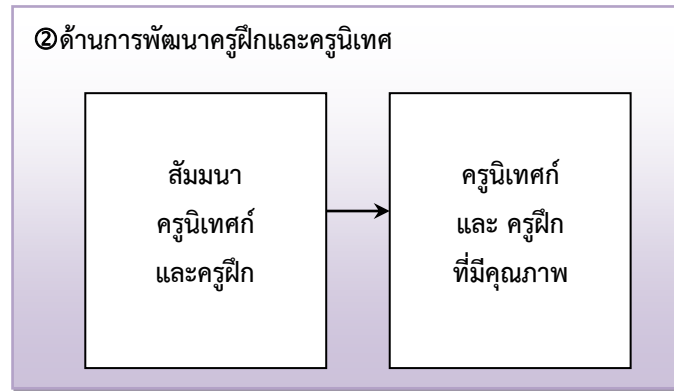 ②ด้านการพัฒนาครูฝึกและครูนิเทศ
สัมมนา
ครูนิเทศก์
และครูฝึก
ครูนิเทศก์
และ ครูฝึก
ที่มีคุณภาพ